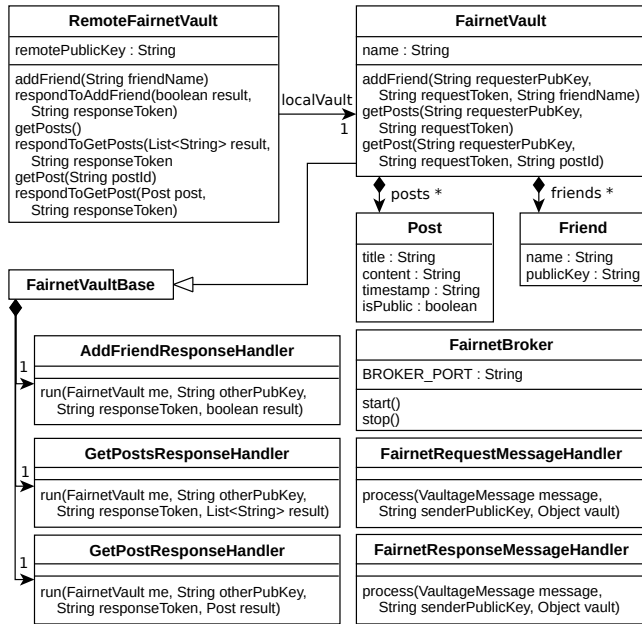 RemoteFairnetVault
remotePublicKey : String
addFriend(String friendName)
respondToAddFriend(boolean result,
String responseToken)
getPosts()
respondToGetPosts(List<String> result,
String responseToken
getPost(String postId)
respondToGetPost(Post post,
String responseToken)
localVault
1
FairnetVault
name : String
addFriend(String requesterPubKey,
String requestToken, String friendName)
getPosts(String requesterPubKey,
String requestToken)
getPost(String requesterPubKey,
String requestToken, String postId)
posts *
friends *
Post
title : String
content : String
timestamp : String
isPublic : boolean
Friend
name : String
publicKey : String
FairnetVaultBase
1
AddFriendResponseHandler
run(FairnetVault me, String otherPubKey,
String responseToken, boolean result)
1
GetPostsResponseHandler
run(FairnetVault me, String otherPubKey,
String responseToken, List<String> result)
1
GetPostResponseHandler
run(FairnetVault me, String otherPubKey,
String responseToken, Post result)
FairnetBroker
BROKER_PORT : String
start()
stop()
FairnetRequestMessageHandler
process(VaultageMessage message,
String senderPublicKey, Object vault)
FairnetResponseMessageHandler
process(VaultageMessage message,
String senderPublicKey, Object vault)